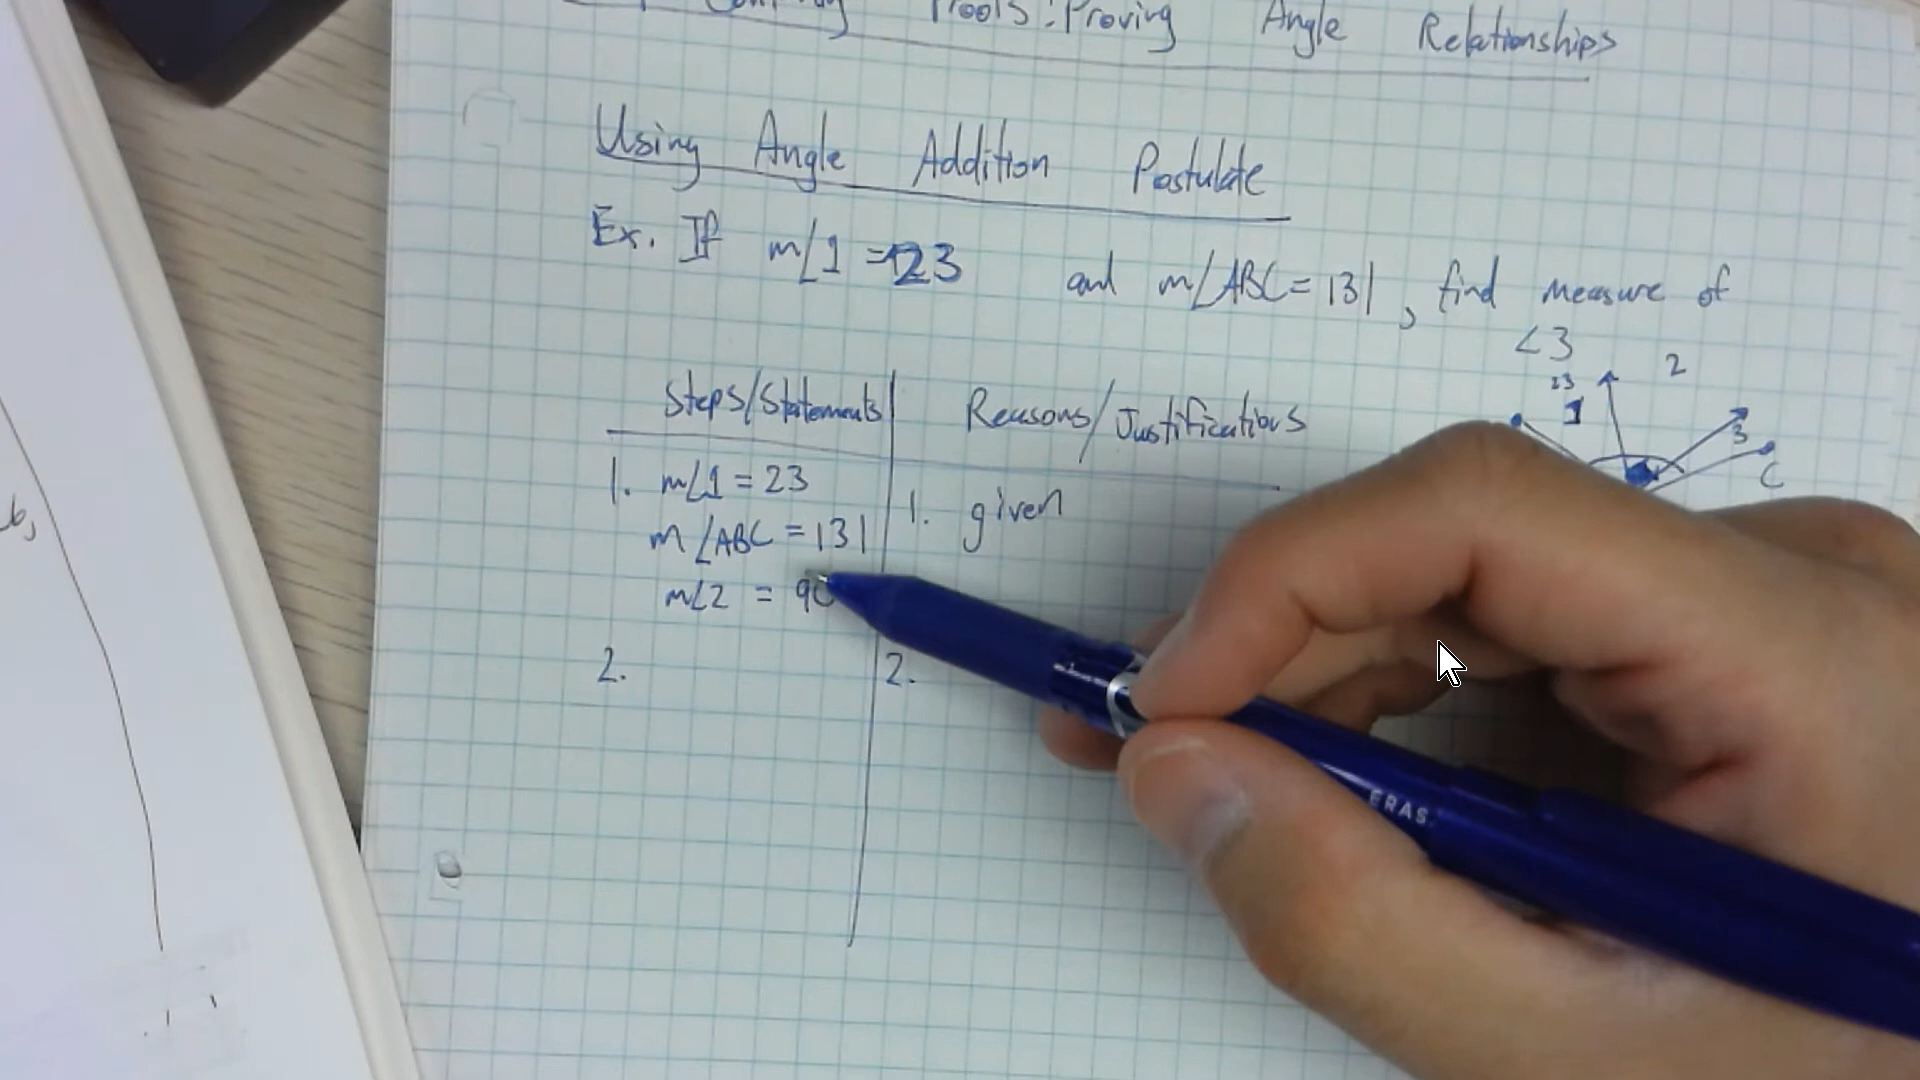 Tools: Proving Angle Relationships
Using Angle Addition Postulate
Ex. If m∠1 = 23 and m∠ABC = 131, find measure of
<3
23
2
1
3
C
Steps/Statements Reasons/Justifications
1. m∠1 = 23
1. given
m∠ABC = 131
m∠2 = 90
2.
2.
b,
ERAS